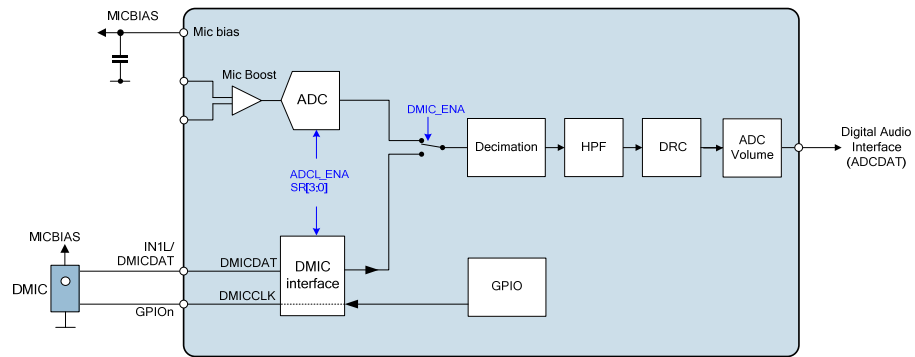 MICBIAS
Mic bias
Mic Boost
ADC
DMIC_ENA
Decimation
HPF
DRC
ADC
Volume
Digital Audio
Interface
(ADCDAT)
ADCL_ENA
SR[3:0]
MICBIAS
IN1L/
DMICDAT
DMICDAT
DMIC
DMIC
interface
GPIO
DMICCLK
GPIOn